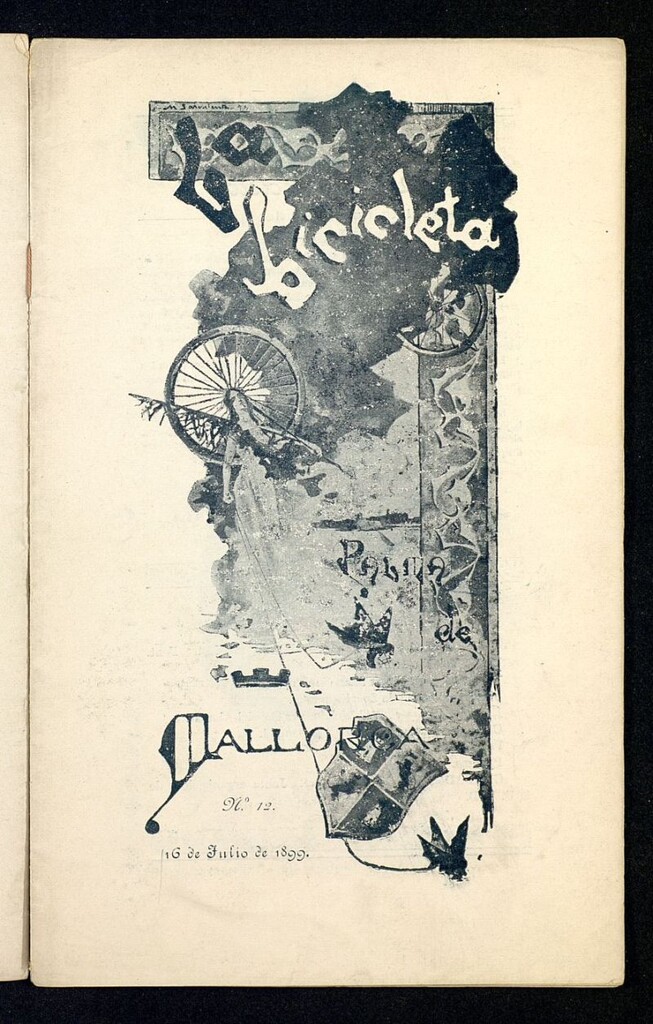 La
bicicleta
PALMA
de
MALLORCA
N.º 12.
16 de Julio de 1899.